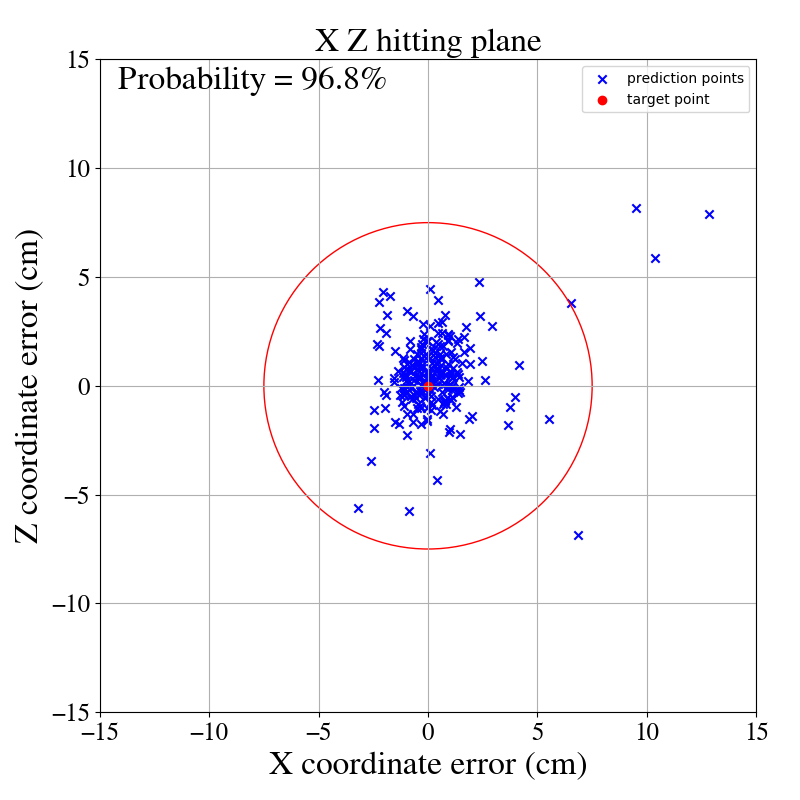 X Z hitting plane
Probability = 96.8%
prediction points
target point
15
10
5
0
−5
−10
−15
Z coordinate error (cm)
−15 −10 −5 0 5 10 15
X coordinate error (cm)